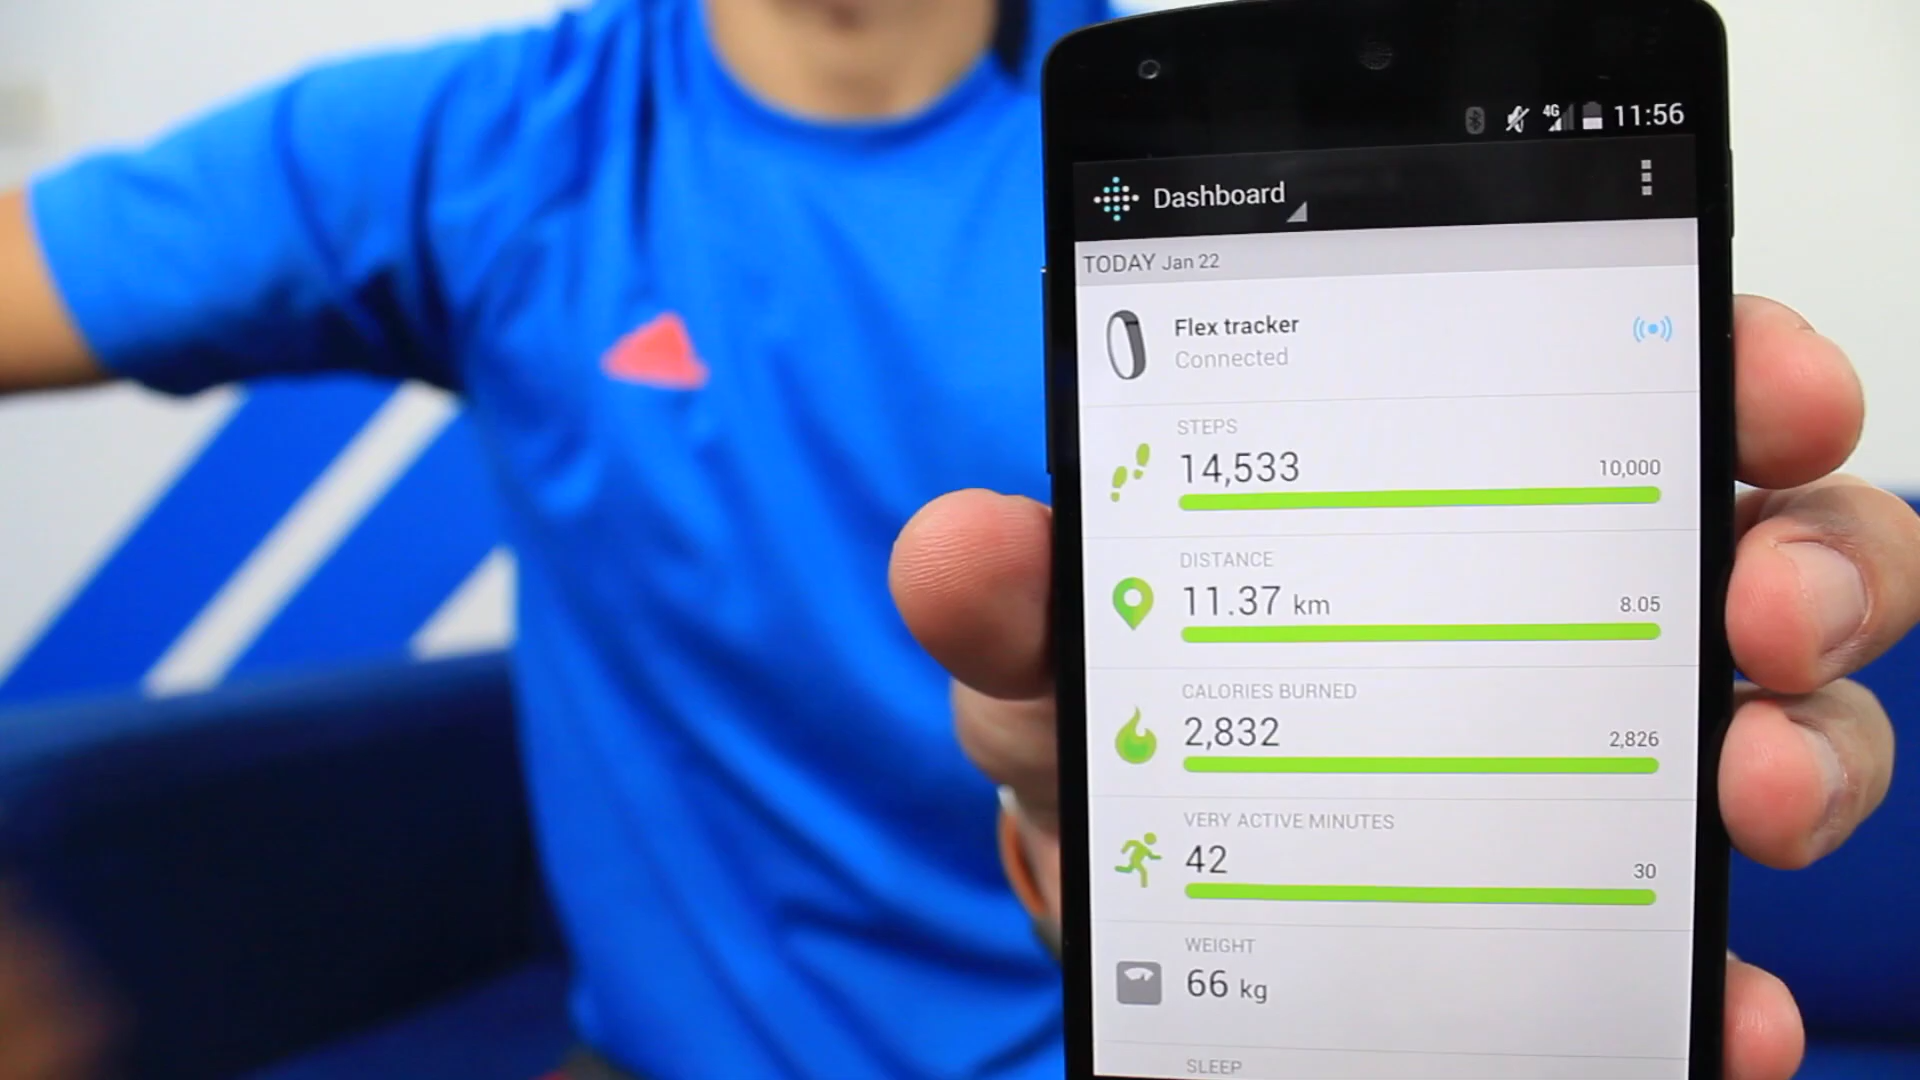 4G 11:56
Dashboard
TODAY Jan 22
Flex tracker
Connected
STEPS
14,533 10,000
DISTANCE
11.37 km 8.05
CALORIES BURNED
2,832 2,826
VERY ACTIVE MINUTES
42 30
WEIGHT
66 kg
SLEEP